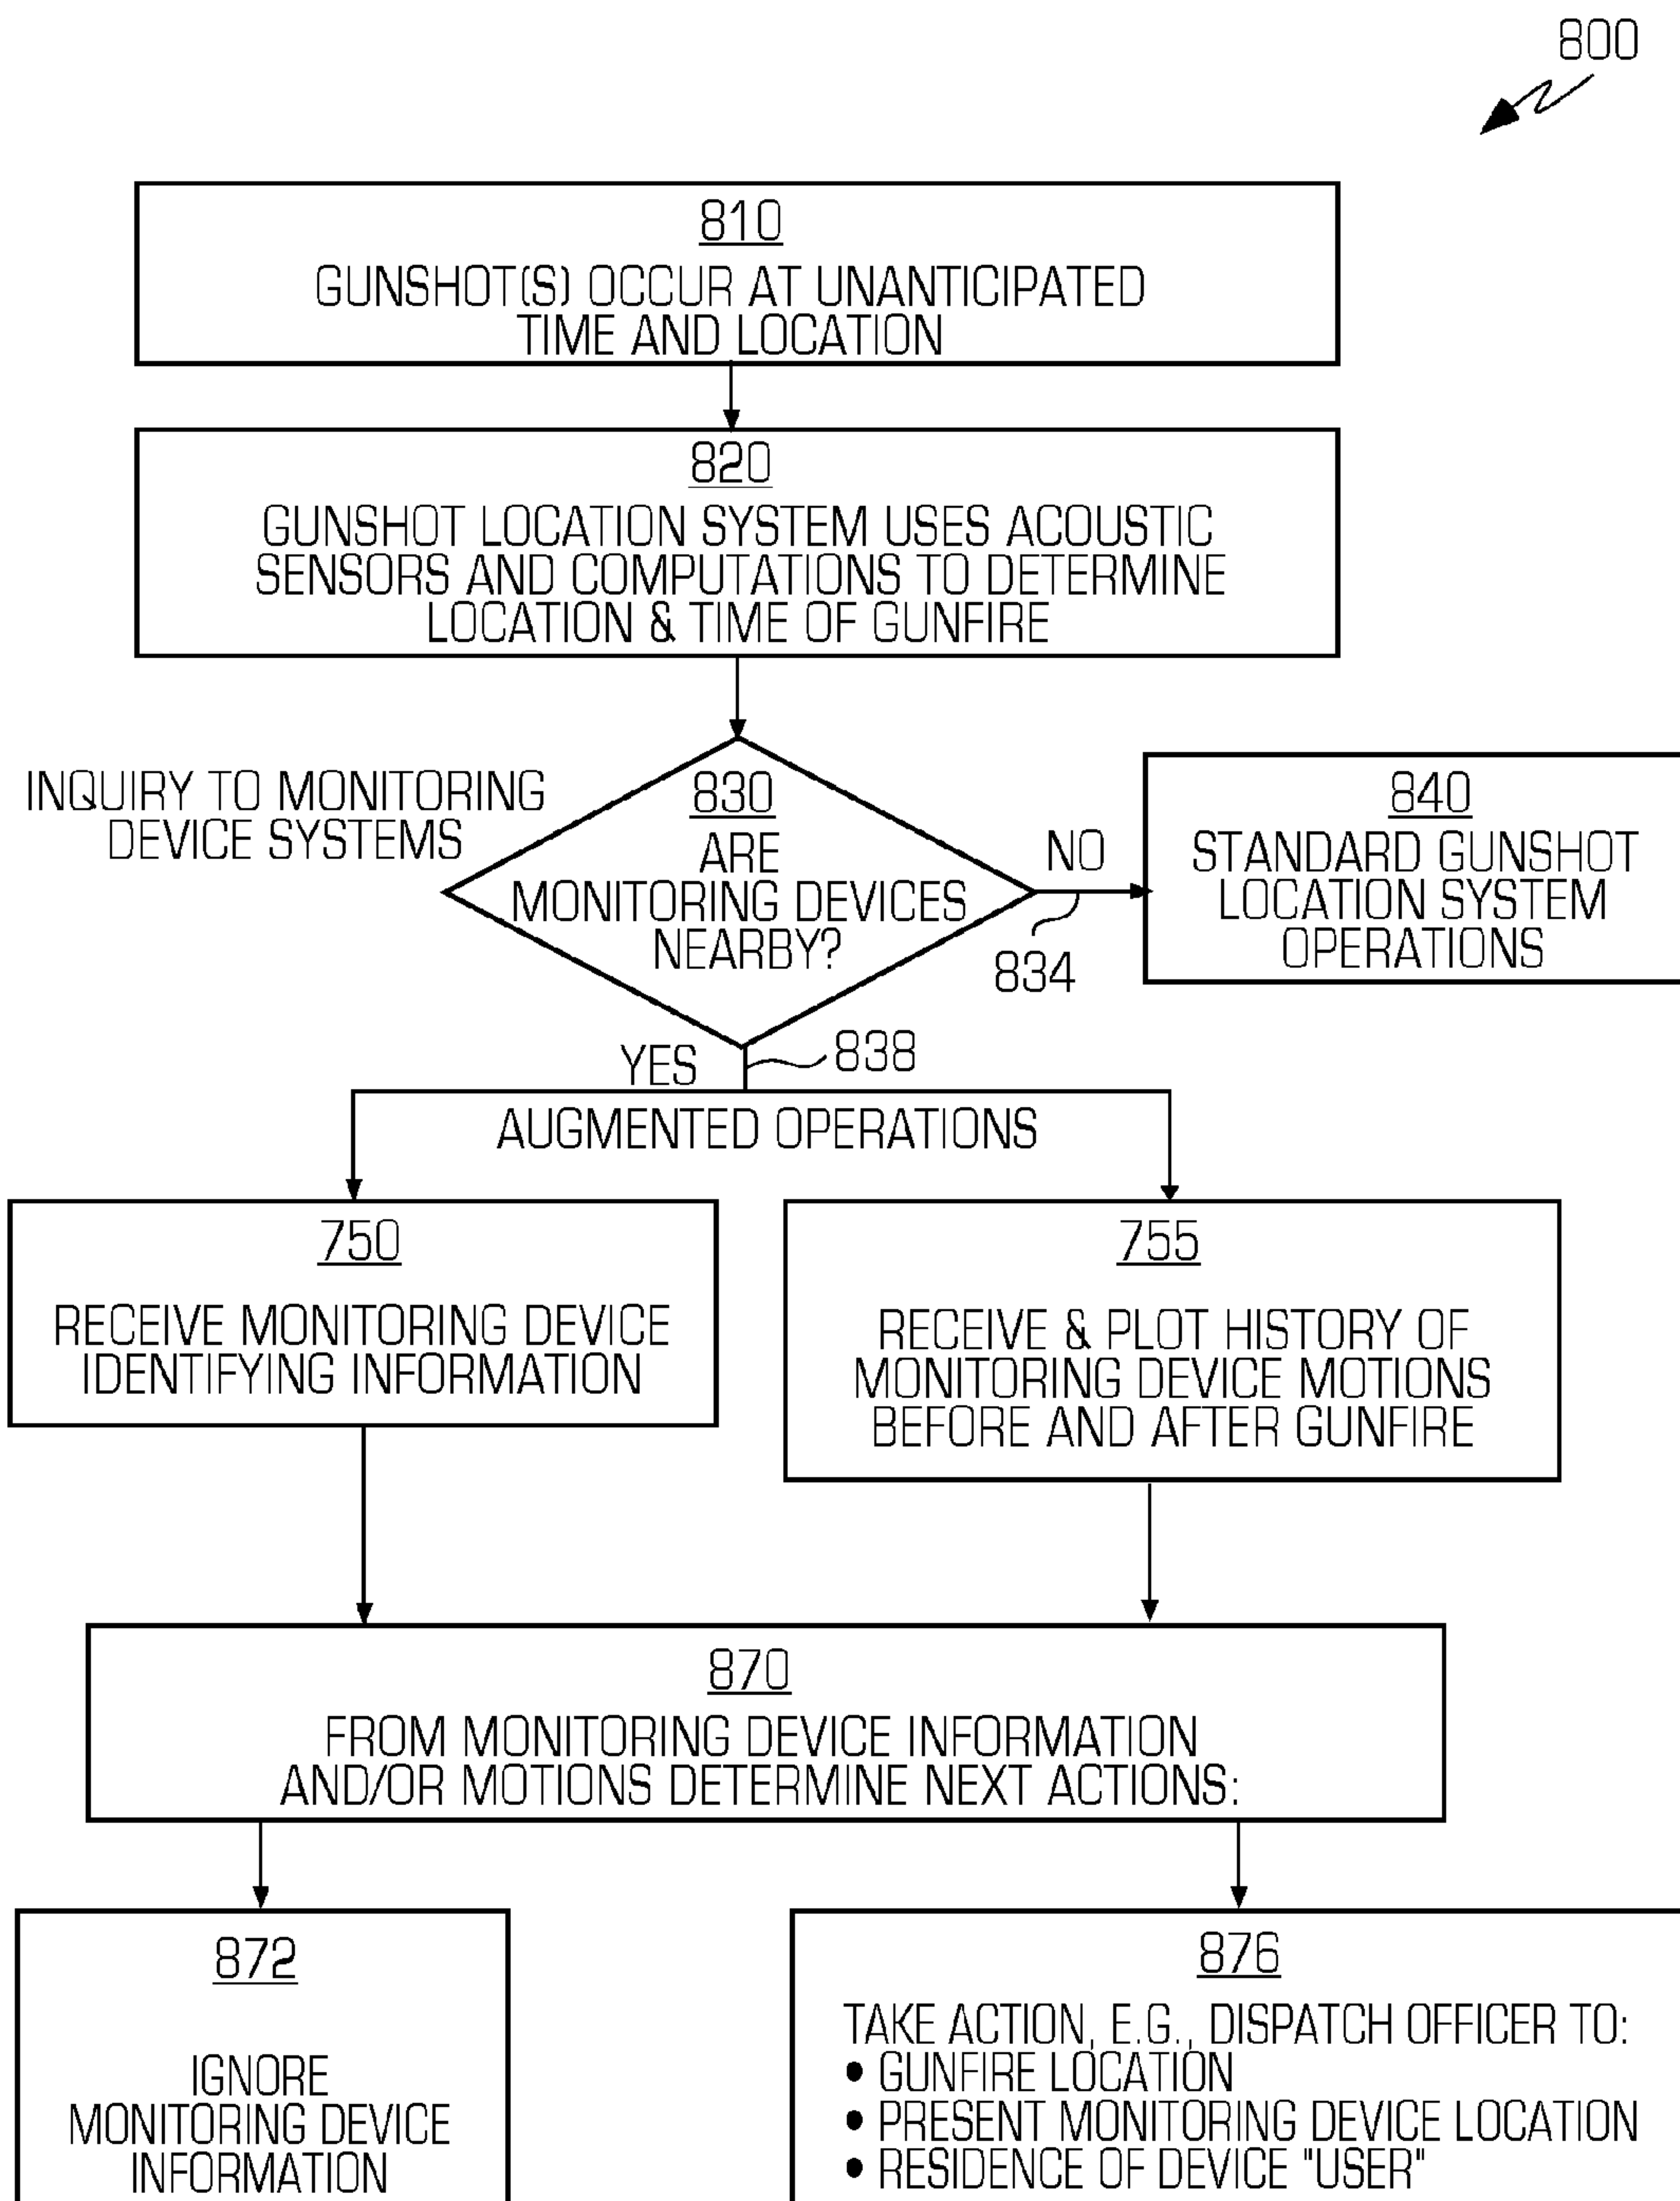 800
810
GUNSHOT(S) OCCUR AT UNANTICIPATED
TIME AND LOCATION
820
GUNSHOT LOCATION SYSTEM USES ACOUSTIC
SENSORS AND COMPUTATIONS TO DETERMINE
LOCATION & TIME OF GUNFIRE
INQUIRY TO MONITORING
DEVICE SYSTEMS
830
ARE
MONITORING DEVICES
NEARBY?
NO
834
840
STANDARD GUNSHOT
LOCATION SYSTEM
OPERATIONS
YES
838
AUGMENTED OPERATIONS
750
RECEIVE MONITORING DEVICE
IDENTIFYING INFORMATION
755
RECEIVE & PLOT HISTORY OF
MONITORING DEVICE MOTIONS
BEFORE AND AFTER GUNFIRE
870
FROM MONITORING DEVICE INFORMATION
AND/OR MOTIONS DETERMINE NEXT ACTIONS:
872
IGNORE
MONITORING DEVICE
INFORMATION
876
TAKE ACTION, E.G., DISPATCH OFFICER TO:
• GUNFIRE LOCATION
• PRESENT MONITORING DEVICE LOCATION
• RESIDENCE OF DEVICE "USER"